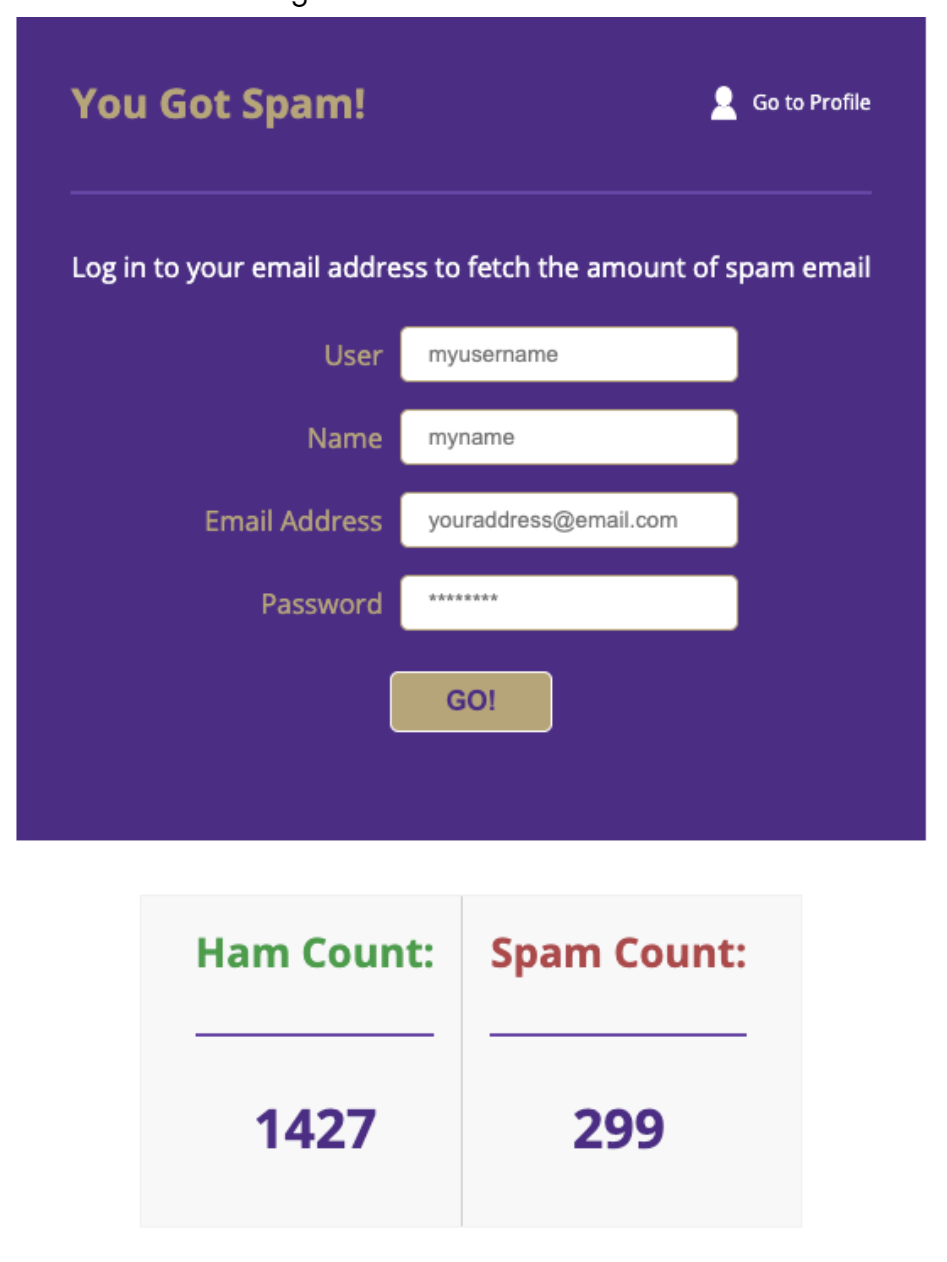 You Got Spam!
Go to Profile
Log in to your email address to fetch the amount of spam email
User myusername
Name myname
Email Address youraddress@email.com
Password ********
GO!
Ham Count: Spam Count:
1427 299